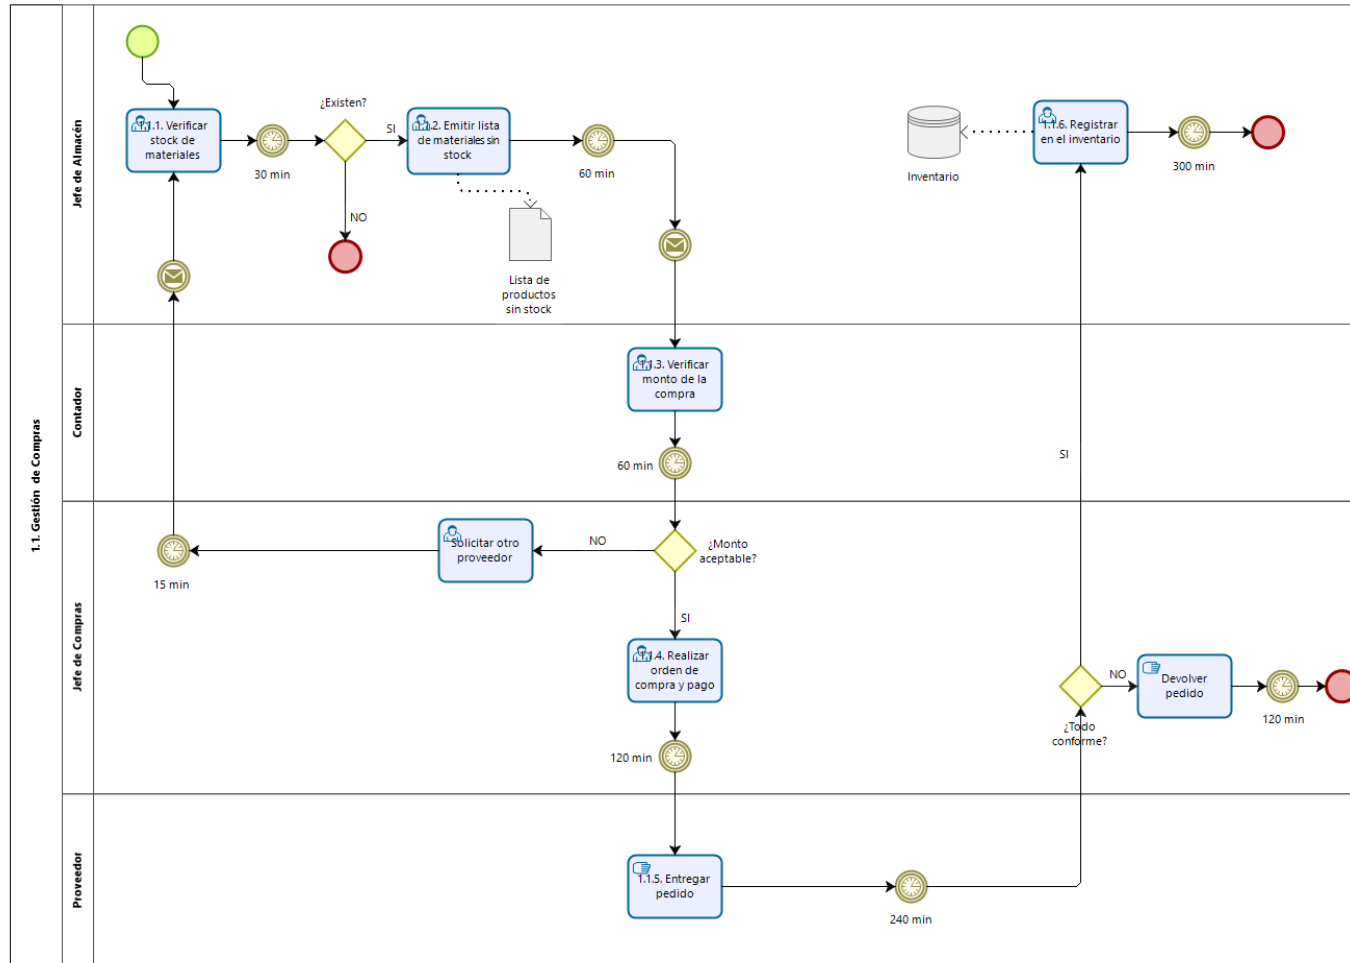 1.1. Gestión de Compras
Jefe de Almacén
¿Existen?
1.1.1. Verificar
stock de
materiales
30 min
SI
NO
.2. Emitir lista
de materiales sin
stock
60 min
Lista de
productos
sin stock
Inventario
1.1.6. Registrar
en el inventario
300 min
Contador
1.1.3. Verificar
monto de la
compra
60 min
SI
Jefe de Compras
Solicitar otro
proveedor
15 min
NO
¿Monto
aceptable?
SI
1.1.4. Realizar
orden de
compra y pago
120 min
¿Todo
conforme?
NO
Devolver
pedido
120 min
Proveedor
1.1.5. Entregar
pedido
240 min